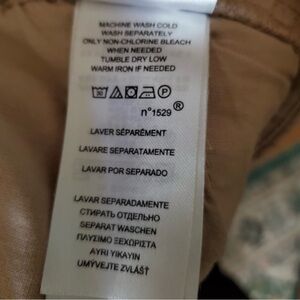 MACHINE WASH COLD
WASH SEPARATELY
ONLY NON-CHLORINE BLEACH
WHEN NEEDED
TUMBLE DRY LOW
WARM IRON IF NEEDED
P
n°1529 ®
LAVER SÉPARÉMENT
LAVARE SEPARATAMENTE
LAVAR POR SEPARADO
LAVAR SEPARADAMENTE
СТИРАТЬ ОТДЕЛЬНО
SEPARAT WASCHEN
ΠΛΥΣΙΜΟ ΞΕΧΩΡΙΣΤΑ
AYRI YIKAYIN
UMÝVEJTE ZVLÁŠŤ